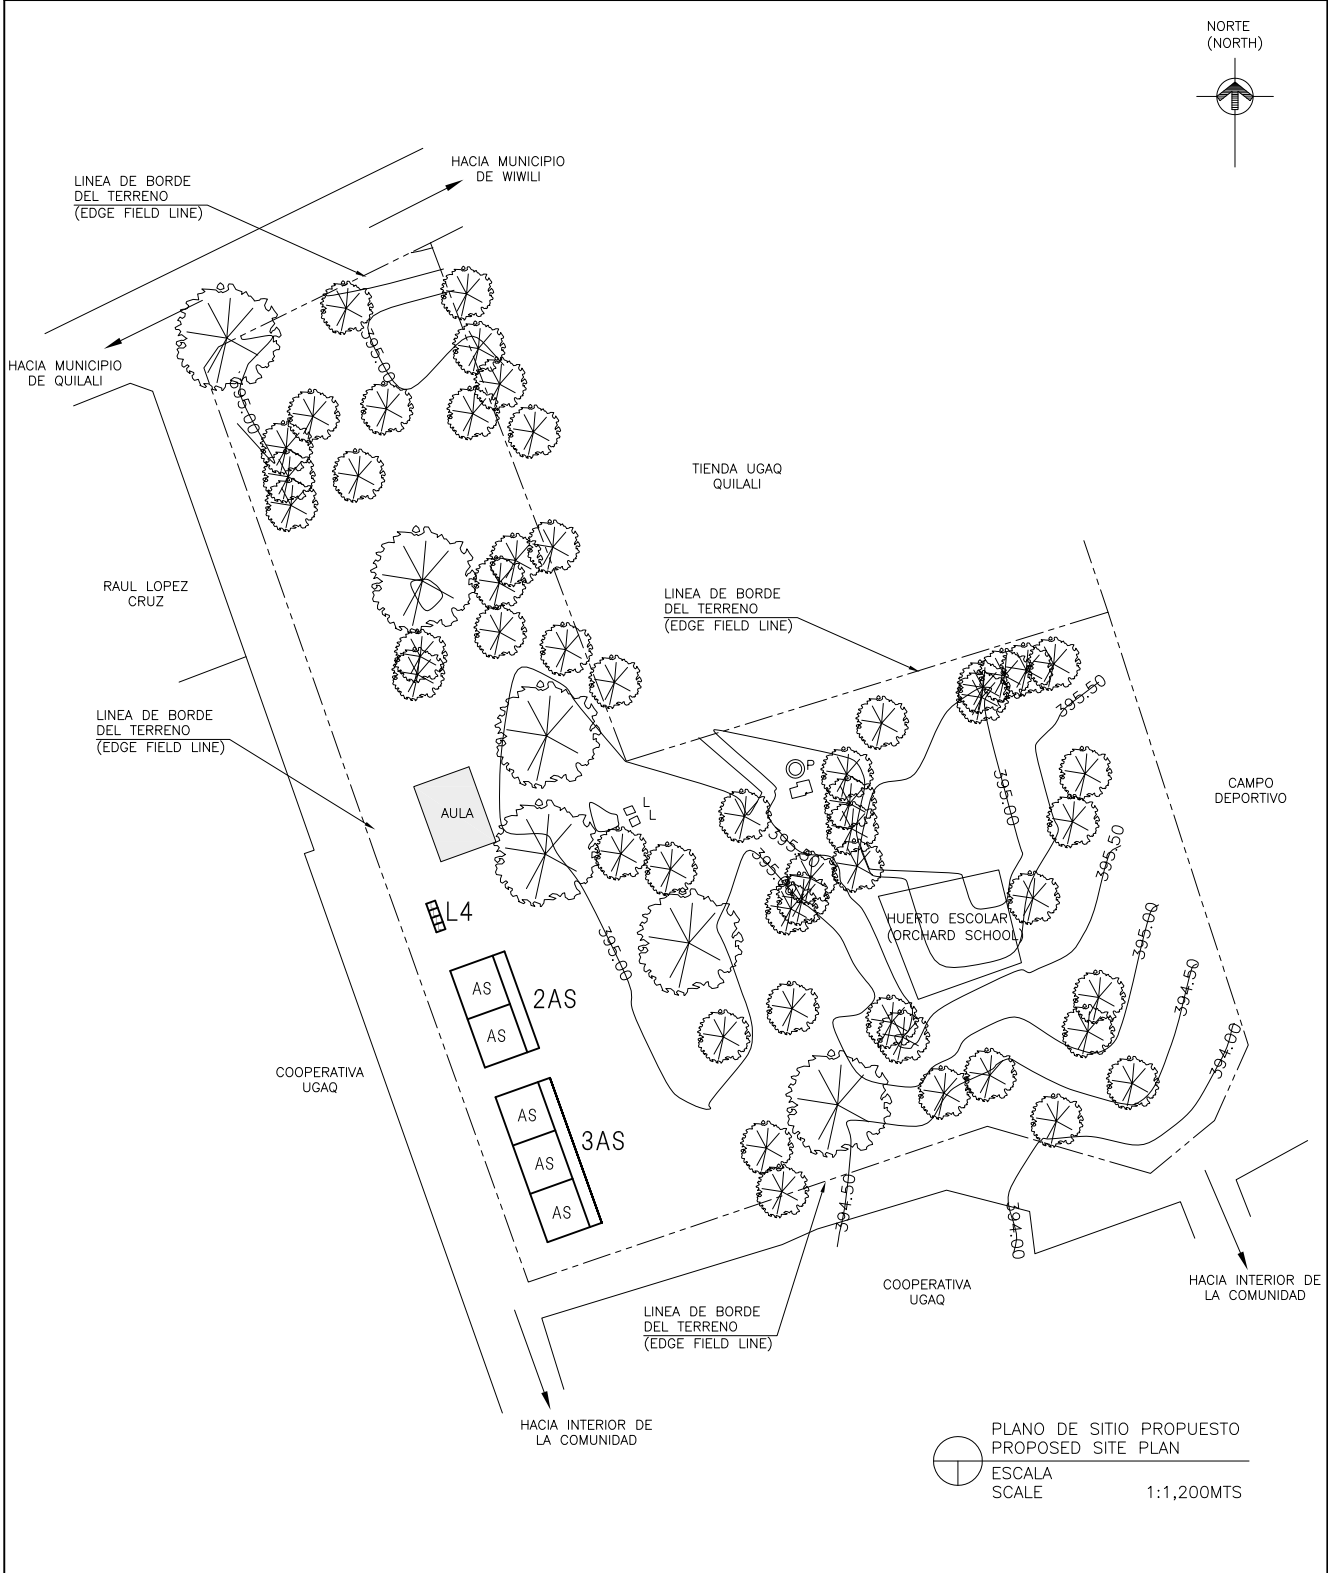 NORTE
(NORTH)
HACIA MUNICIPIO
DE WIWILI
LINEA DE BORDE
DEL TERRENO
(EDGE FIELD LINE)
HACIA MUNICIPIO
DE QUILALI
395.00
395.00
TIENDA UGAQ
QUILALI
RAUL LOPEZ
CRUZ
LINEA DE BORDE
DEL TERRENO
(EDGE FIELD LINE)
395.50
LINEA DE BORDE
DEL TERRENO
(EDGE FIELD LINE)
P
395.00
CAMPO
DEPORTIVO
AULA
L
L
395.50
395.50
L4
HUERTO ESCOLAR
(ORCHARD SCHOOL)
395.00
395.00
394.50
AS
AS
2AS
394.00
COOPERATIVA
UGAQ
AS
AS
AS
3AS
394.50
394.00
COOPERATIVA
UGAQ
HACIA INTERIOR DE
LA COMUNIDAD
LINEA DE BORDE
DEL TERRENO
(EDGE FIELD LINE)
HACIA INTERIOR DE
LA COMUNIDAD
PLANO DE SITIO PROPUESTO
PROPOSED SITE PLAN
ESCALA
SCALE 1:1,200MTS